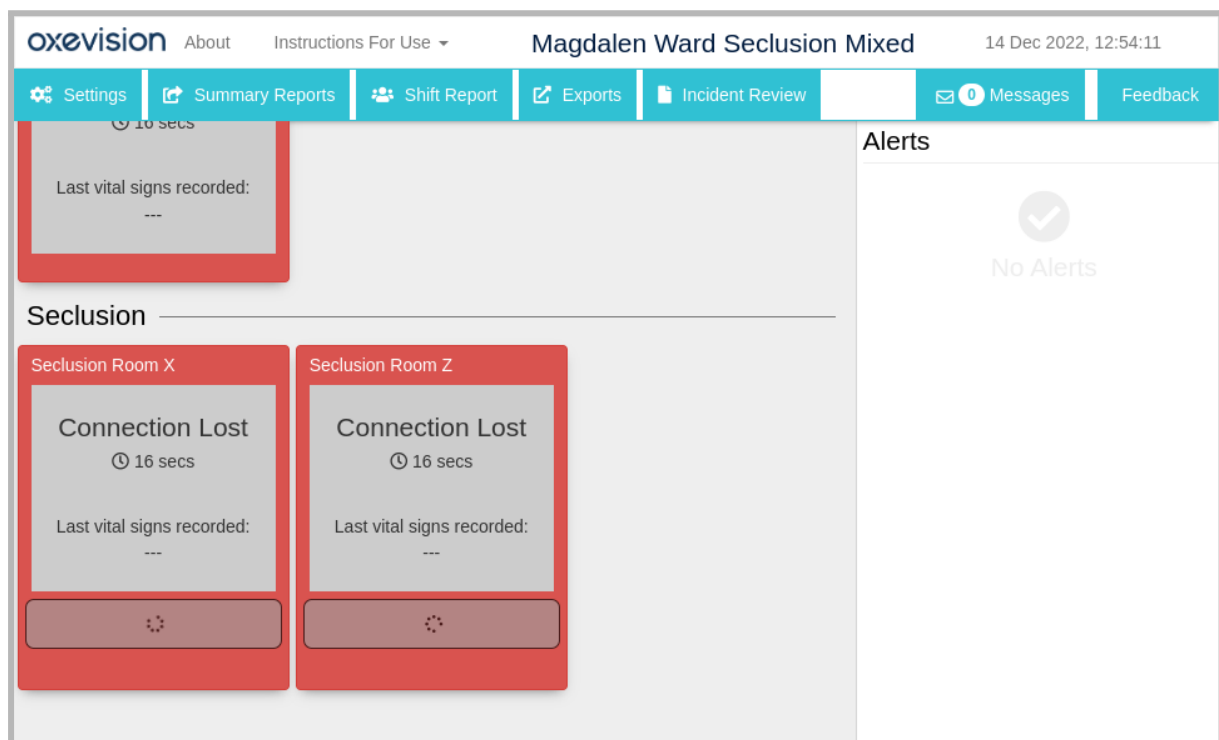 oxevision About Instructions For Use Magdalen Ward Seclusion Mixed 14 Dec 2022, 12:54:11
Settings Summary Reports Shift Report Exports Incident Review 0 Messages Feedback
16 secs
Last vital signs recorded:
---
Alerts
No Alerts
Seclusion
Seclusion Room X
Connection Lost
16 secs
Last vital signs recorded:
---
Seclusion Room Z
Connection Lost
16 secs
Last vital signs recorded:
---